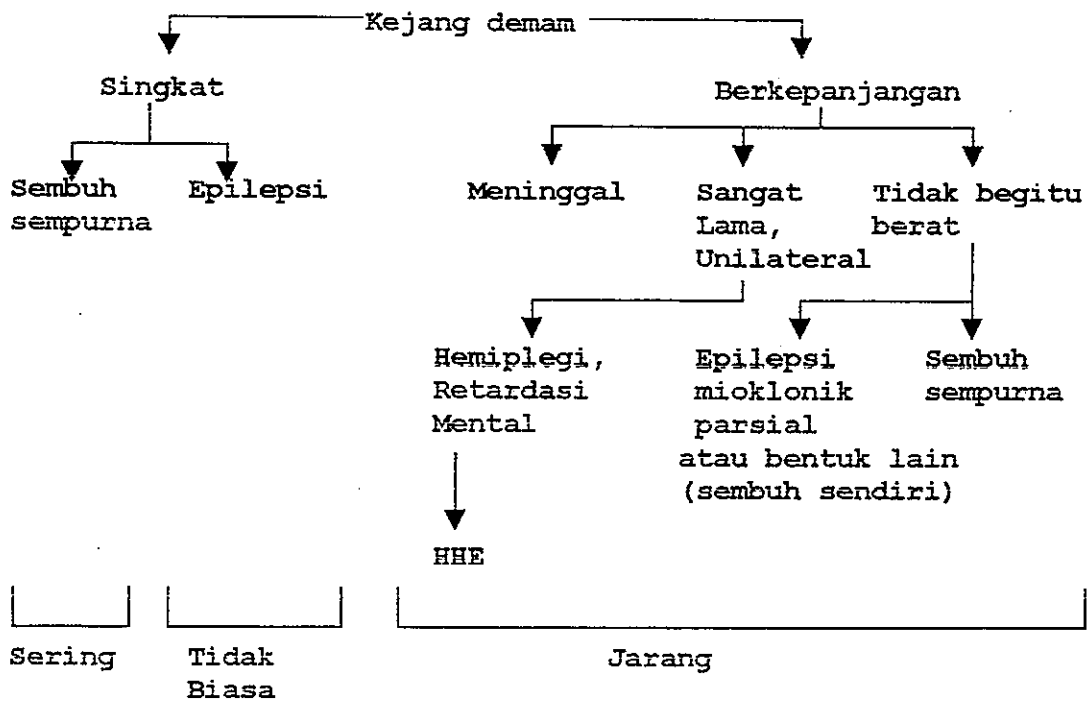 Kejang demam
Singkat
Berkepanjangan
Sembuh
sempurna
Epilepsi
Meninggal
Sangat
Lama,
Unilateral
Tidak begitu
berat
Hemiplegi,
Retardasi
Mental
Epilepsi
mioklonik
parsial
atau bentuk lain
(sembuh sendiri)
Sembuh
sempurna
HHE
Sering
Tidak
Biasa
Jarang